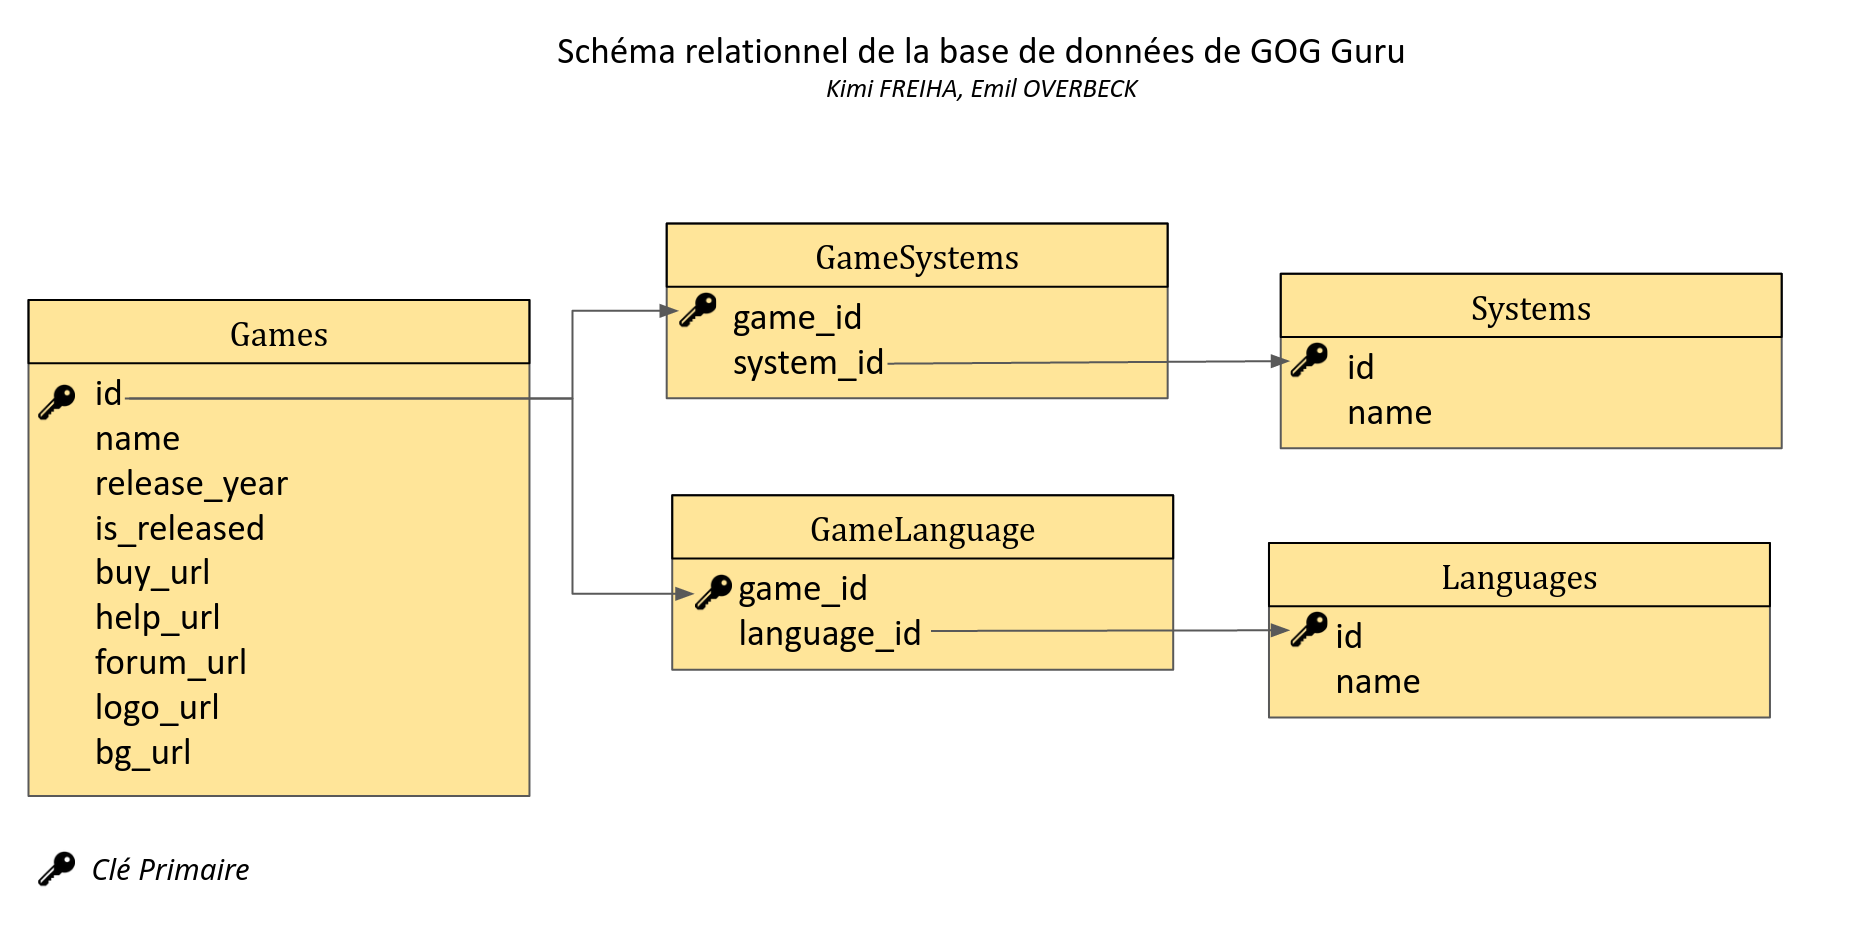 Schéma relationnel de la base de données de GOG Guru
Kimi FREIHA, Emil OVERBECK
Games
id
name
release_year
is_released
buy_url
help_url
forum_url
logo_url
bg_url
GameSystems
game_id
system_id
Systems
id
name
GameLanguage
game_id
language_id
Languages
id
name
Clé Primaire